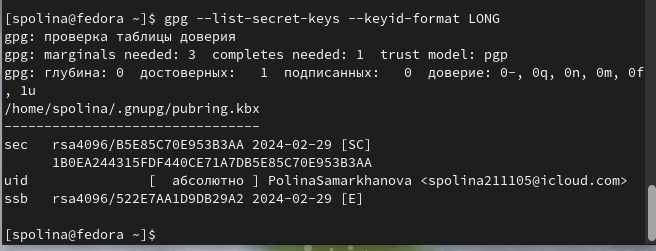 [spolina@fedora ~]$ gpg --list-secret-keys --keyid-format LONG
gpg: проверка таблицы доверия
gpg: marginals needed: 3  completes needed: 1  trust model: pgp
gpg: глубина: 0  достоверных:   1  подписанных:   0  доверие: 0-, 0q, 0n, 0m, 0f
, 1u
/home/spolina/.gnupg/pubring.kbx
--------------------------------
sec   rsa4096/B5E85C70E953B3AA 2024-02-29 [SC]
      1B0EA244315FDF440CE71A7DB5E85C70E953B3AA
uid               [  абсолютно ] PolinaSamarkhanova <spolina211105@icloud.com>
ssb   rsa4096/522E7AA1D9DB29A2 2024-02-29 [E]
[spolina@fedora ~]$